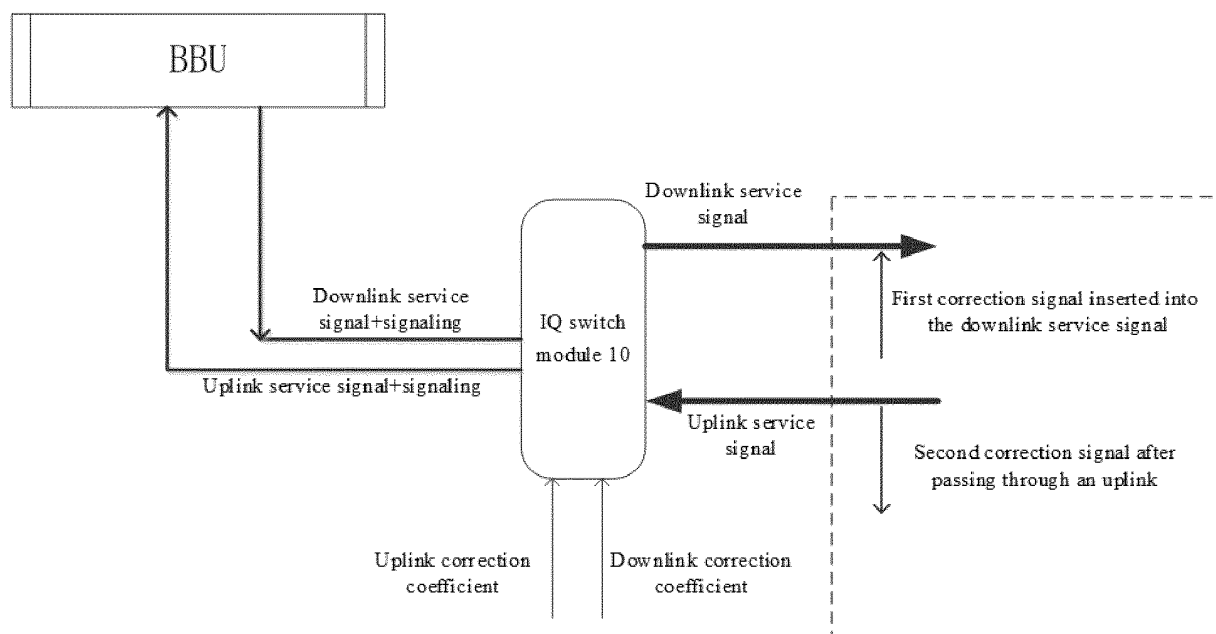 BBU
Downlink service
signal
Downlink service
signal+signaling
IQ switch
module 10
First correction signal inserted into
the downlink service signal
Uplink service signal+signaling
Uplink service
signal
Second correction signal after
passing through an uplink
Uplink correction
coefficient
Downlink correction
coefficient